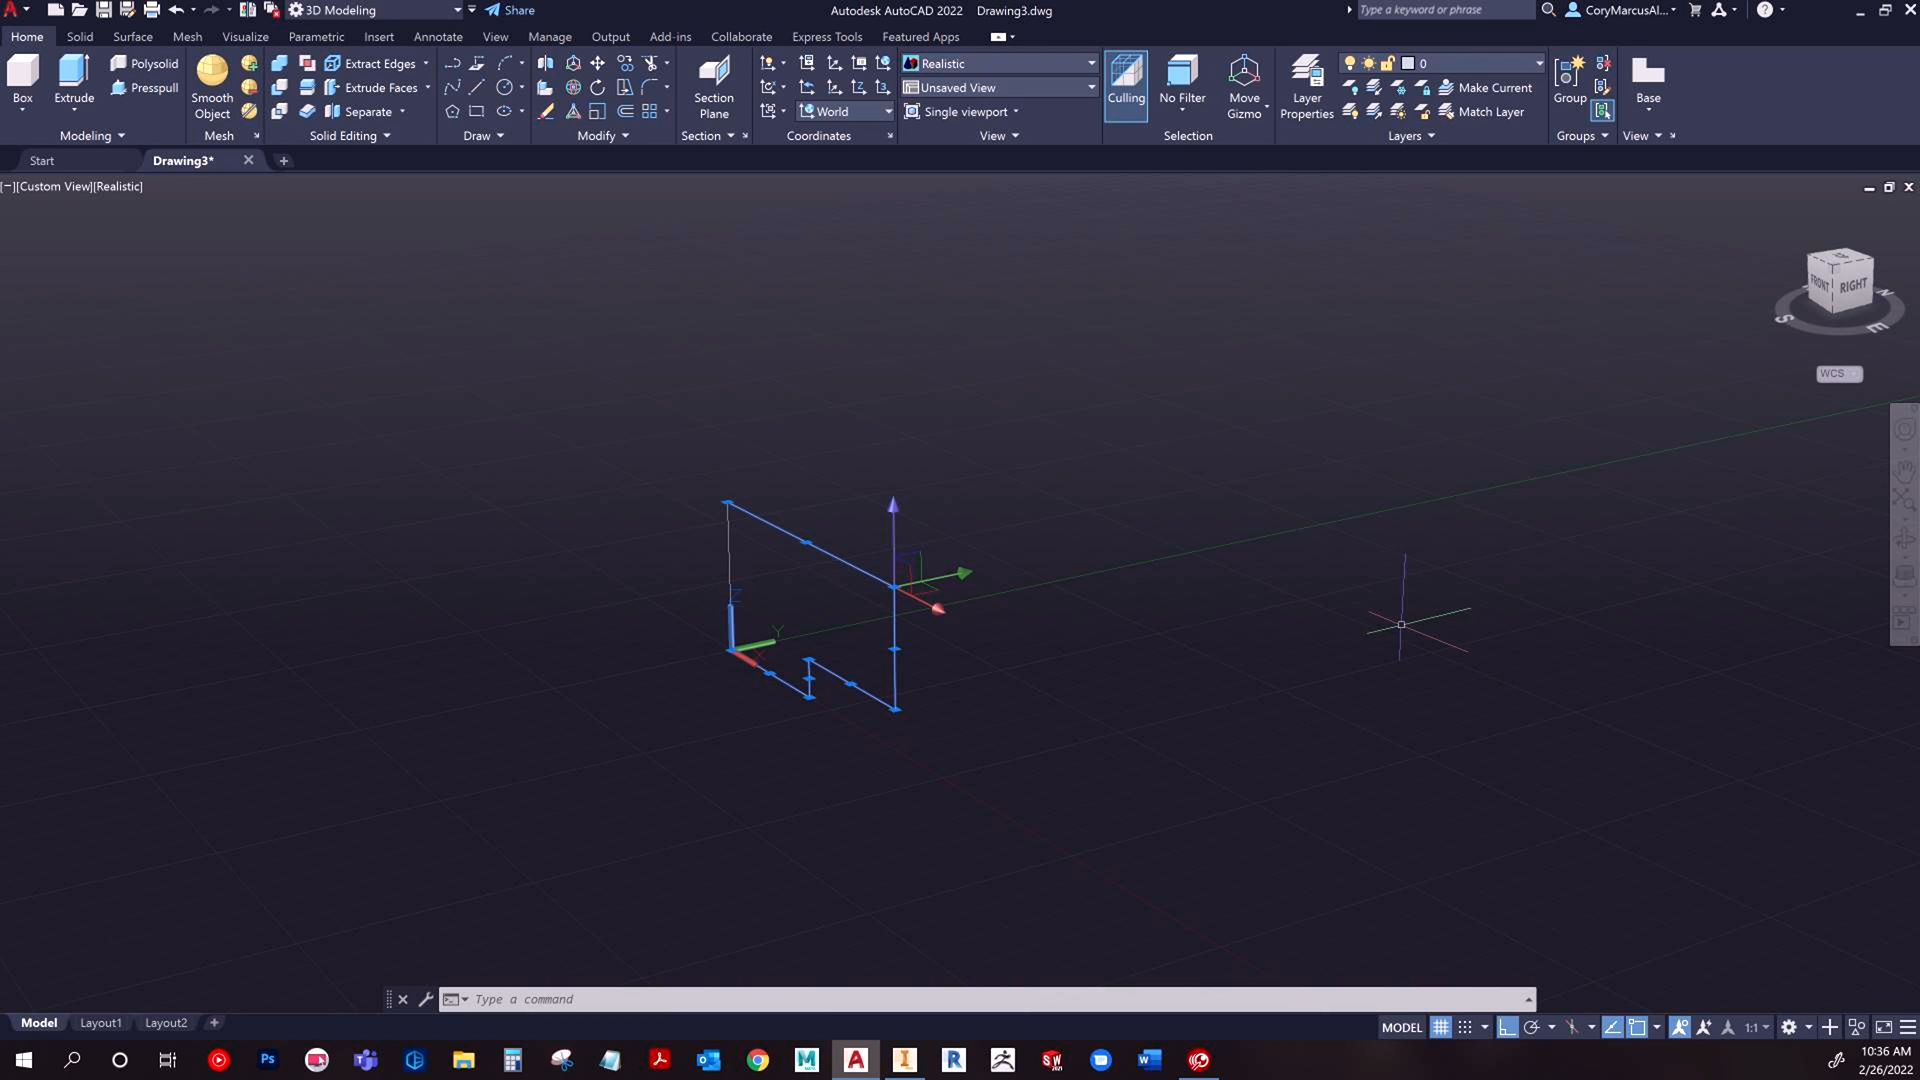 3D Modeling
Share
Autodesk AutoCAD 2022 Drawing3.dwg
Type a keyword or phrase
CoryMarcusAl...
Home Solid Surface Mesh Visualize Parametric Insert Annotate View Manage Output Add-ins Collaborate Express Tools Featured Apps
Box
Extrude
Polysolid
Presspull
Modeling
Smooth
Object
Mesh
Extract Edges
Extrude Faces
Separate
Solid Editing
Draw
Modify
Section
Plane
Section
World
Coordinates
Realistic
Unsaved View
Single viewport
View
Culling
No Filter
Move
Gizmo
Selection
Layer
Properties
0
Make Current
Match Layer
Layers
Group
Groups
Base
View
Start
Drawing3*
[−][Custom View][Realistic]
FRONT
RIGHT
S
E
N
WCS
Z
Y
X
Type a command
Model Layout1 Layout2
MODEL
1:1
Ps
M
A
I
R
SW
W
10:36 AM
2/26/2022